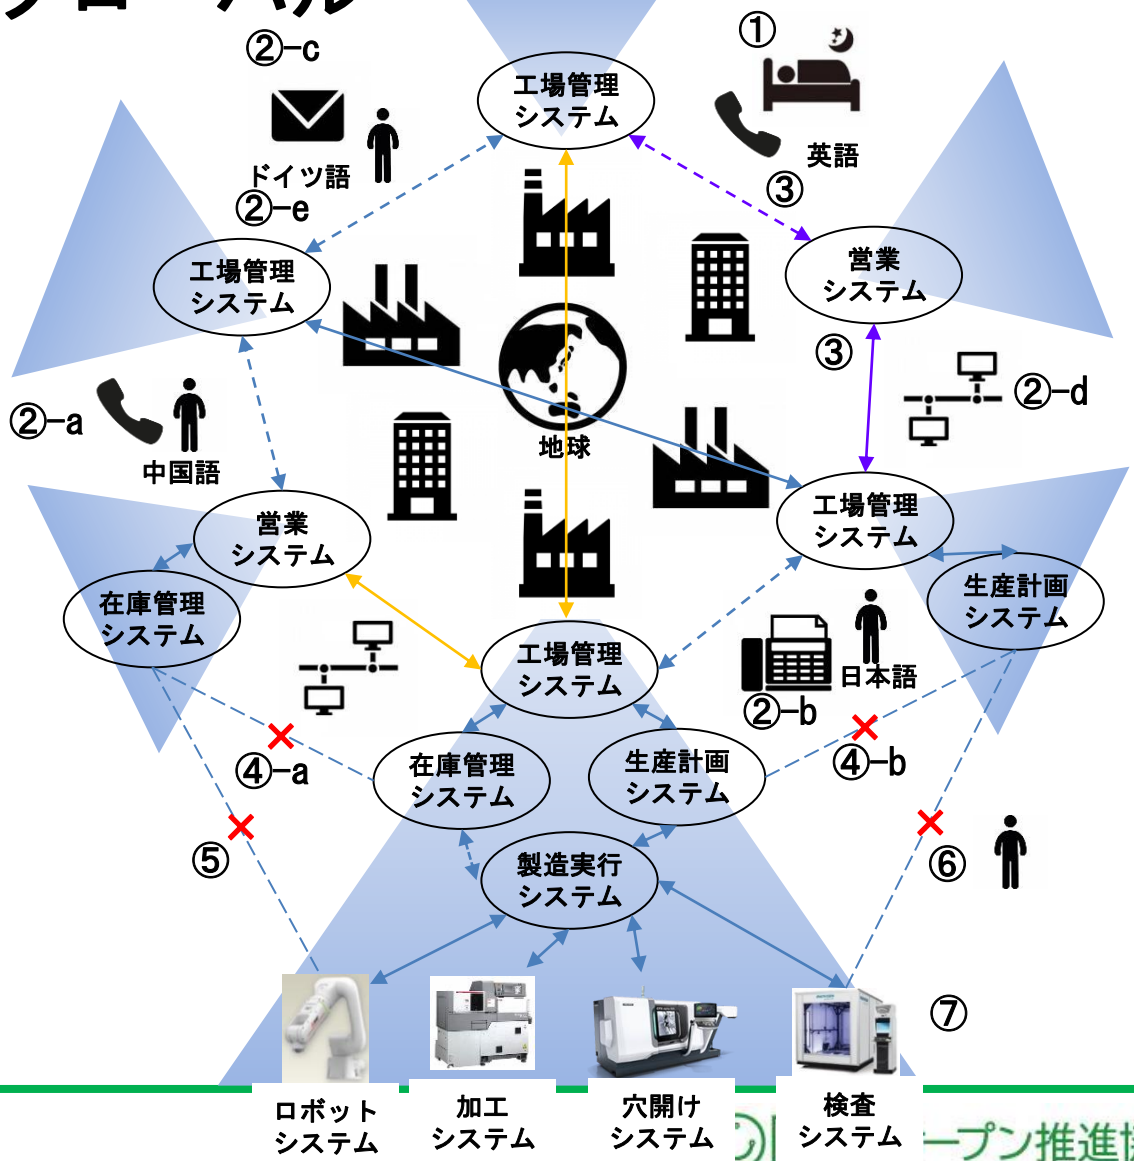 グローバル
②-c
①
工場管理
システム
ドイツ語
英語
②-e
③
工場管理
システム
営業
システム
③
②-d
②-a
中国語
地球
営業
システム
工場管理
システム
在庫管理
システム
生産計画
システム
工場管理
システム
日本語
②-b
④-a
在庫管理
システム
生産計画
システム
④-b
⑤
製造実行
システム
⑥
⑦
ロボット
システム
加工
システム
穴開け
システム
検査
システム
ープン推進